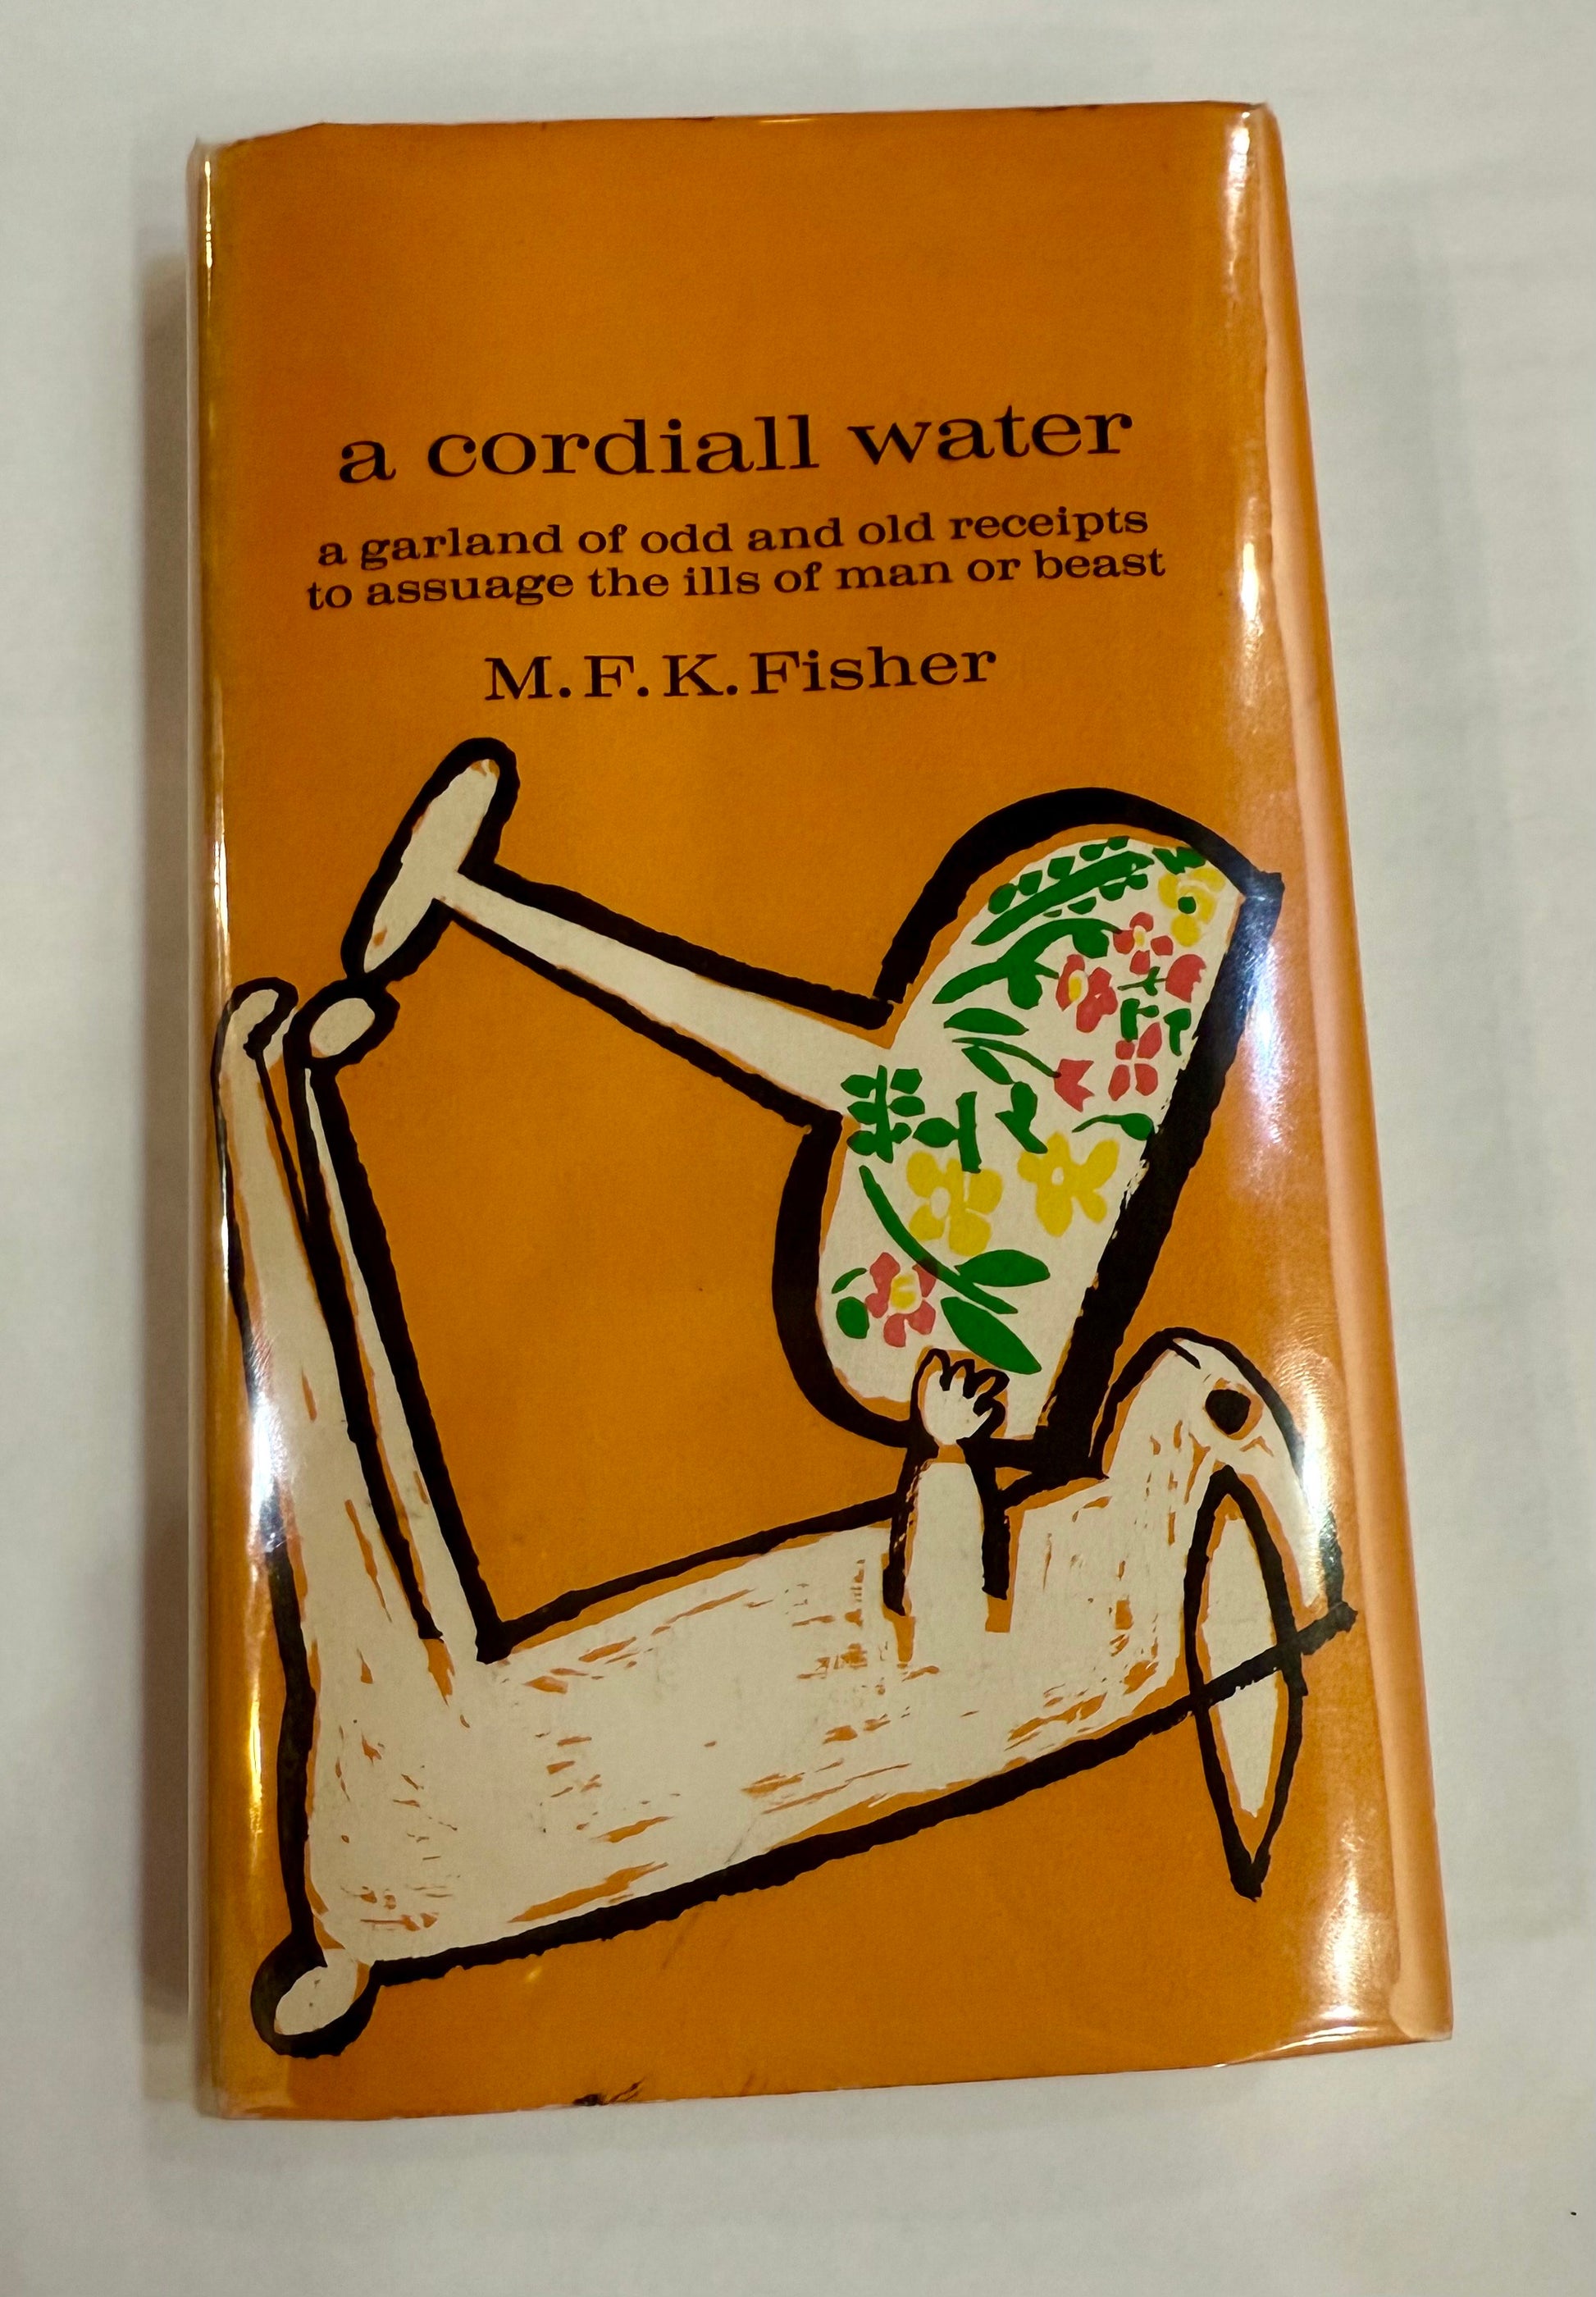 a cordiall water
a garland of odd and old receipts
to assuage the ills of man or beast
M.F.K.Fisher